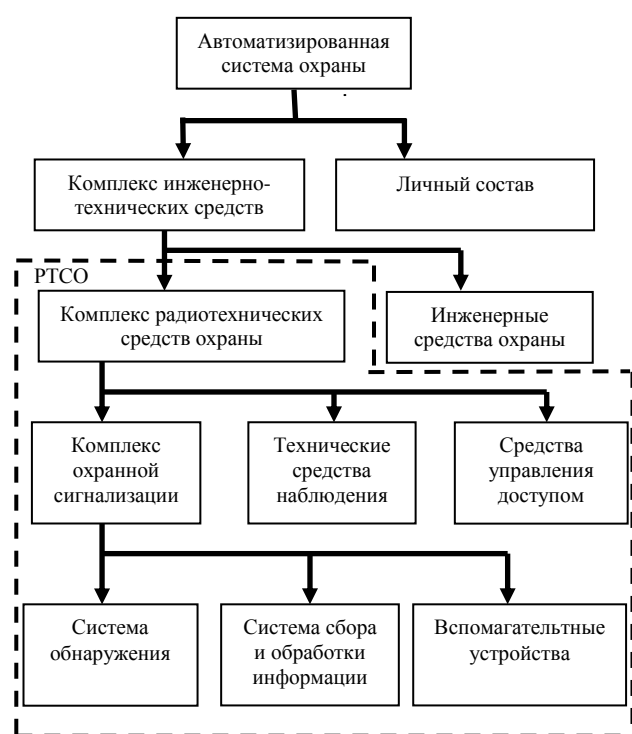 Автоматизированная
система охраны
Комплекс инженерно-
технических средств
Личный состав
РТСО
Комплекс радиотехнических
средств охраны
Инженерные
средства охраны
Комплекс
охранной
сигнализации
Технические
средства
наблюдения
Средства
управления
доступом
Система
обнаружения
Система сбора
и обработки
информации
Вспомагательтные
устройства